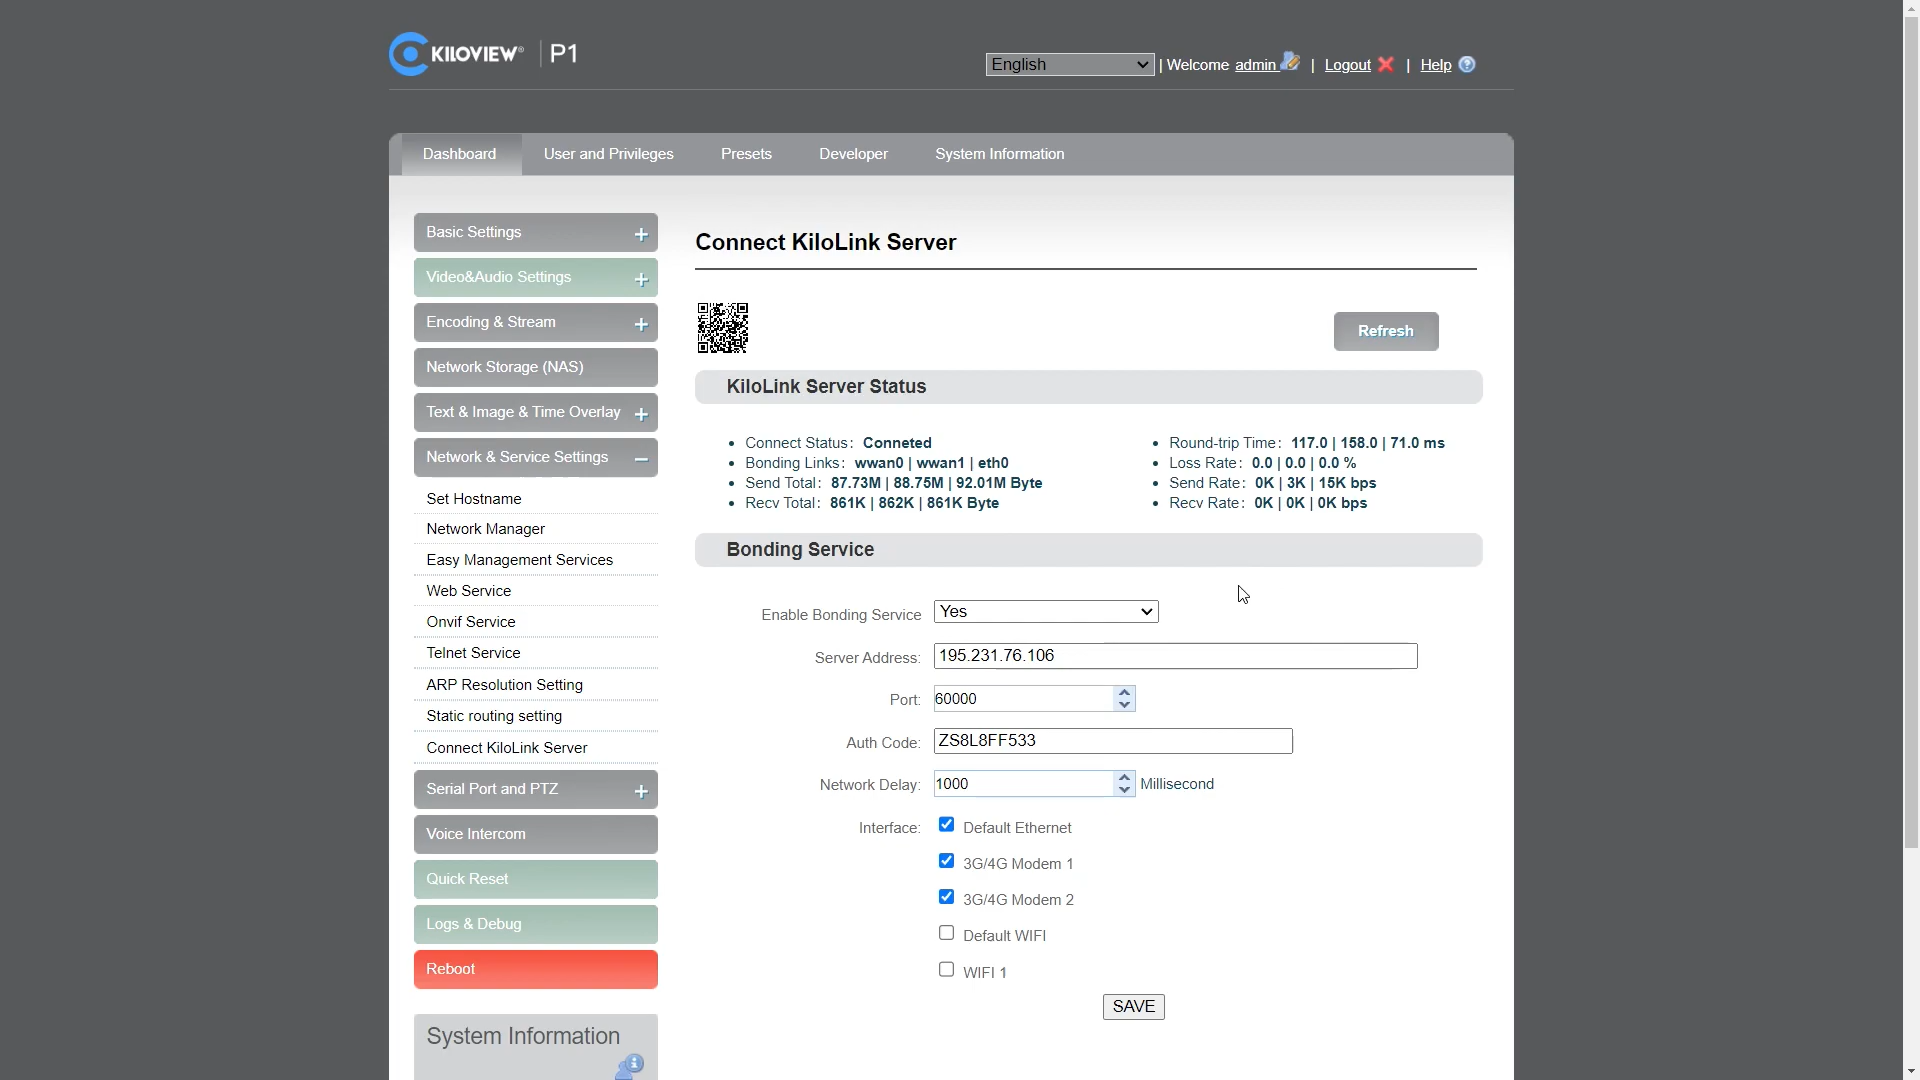 KILOVIEW® P1
English | Welcome admin | Logout | Help
Dashboard User and Privileges Presets Developer System Information
Basic Settings
Video&Audio Settings
Encoding & Stream
Network Storage (NAS)
Text & Image & Time Overlay
Network & Service Settings
Set Hostname
Network Manager
Easy Management Services
Web Service
Onvif Service
Telnet Service
ARP Resolution Setting
Static routing setting
Connect KiloLink Server
Serial Port and PTZ
Voice Intercom
Quick Reset
Logs & Debug
Reboot
System Information
Connect KiloLink Server
Refresh
KiloLink Server Status
Connect Status: Conneted
Bonding Links: wwan0 | wwan1 | eth0
Send Total: 87.73M | 88.75M | 92.01M Byte
Recv Total: 861K | 862K | 861K Byte
Round-trip Time: 117.0 | 158.0 | 71.0 ms
Loss Rate: 0.0 | 0.0 | 0.0 %
Send Rate: 0K | 3K | 15K bps
Recv Rate: 0K | 0K | 0K bps
Bonding Service
Enable Bonding Service Yes
Server Address: 195.231.76.106
Port: 60000
Auth Code: ZS8L8FF533
Network Delay: 1000 Millisecond
Interface: Default Ethernet
3G/4G Modem 1
3G/4G Modem 2
Default WIFI
WIFI 1
SAVE